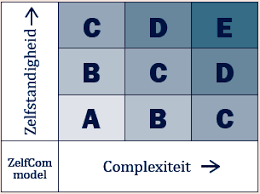 Zelfstandigheid →
C D E
B C D
A B C
ZelfCom
model
Complexiteit →